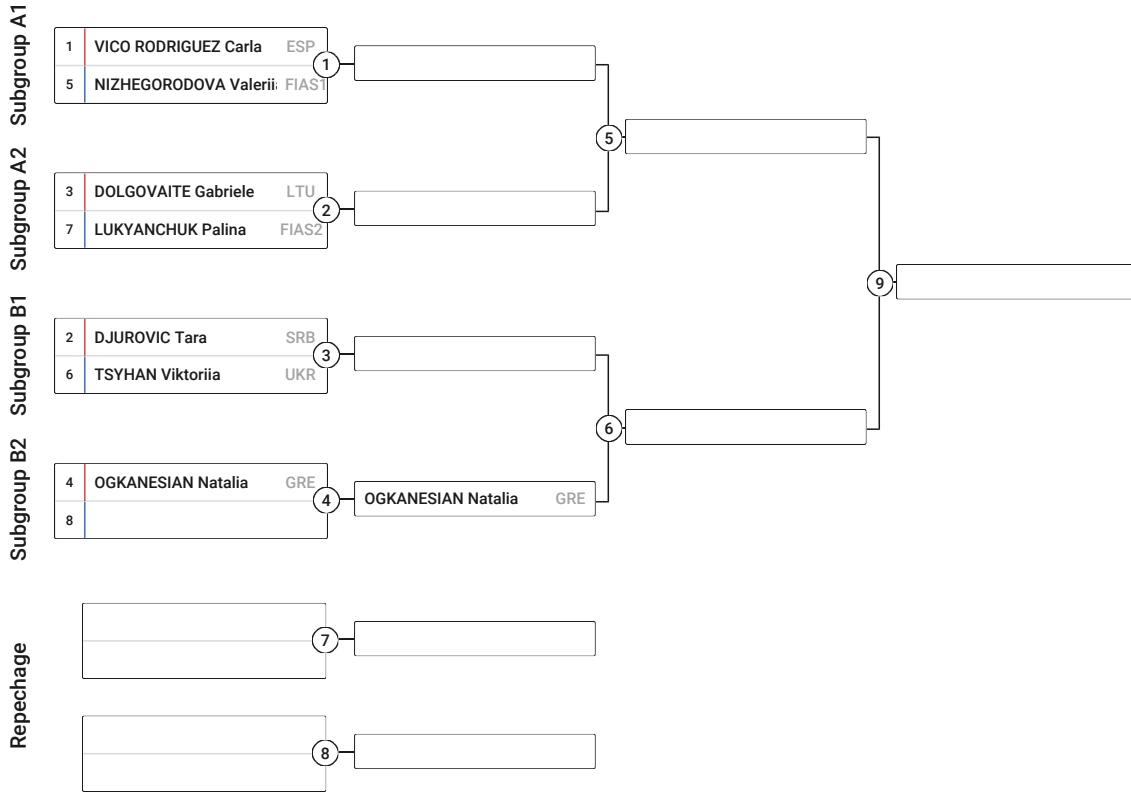 Subgroup A1
1 VICO RODRIGUEZ Carla ESP
5 NIZHEGORODOVA Valerii FIAS1
1
5
Subgroup A2
3 DOLGOVAITE Gabriele LTU
7 LUKYANCHUK Palina FIAS2
2
9
Subgroup B1
2 DJUROVIC Tara SRB
6 TSYHAN Viktoriia UKR
3
6
Subgroup B2
4 OGKANESIAN Natalia GRE
8
4
OGKANESIAN Natalia GRE
Repechage
7
8